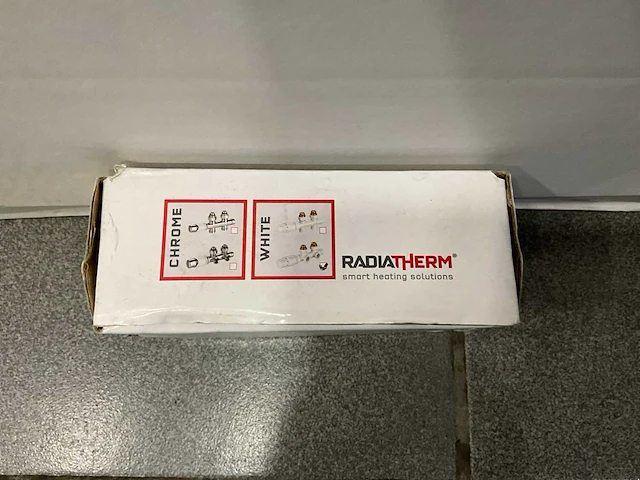 CHROME
WHITE
RADIATHERM®
smart heating solutions